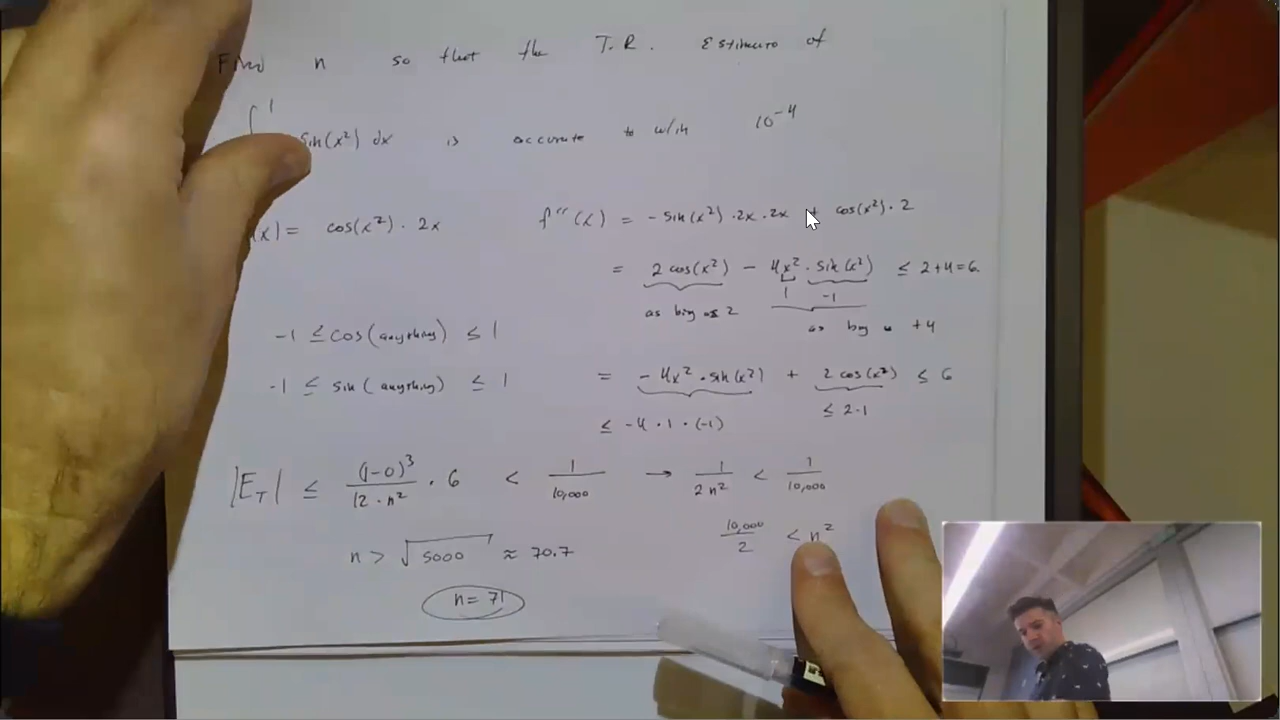 Find n so that the T.R. Estimate of
∫ 1 sin(x²) dx is accurate to w/in 10⁻⁴
(x) = cos(x²) · 2x
f''(x) = - sin(x²) · 2x · 2x + cos(x²) · 2
= 2 cos(x²) - 4x² · sin(x²) ≤ 2+4=6
1 -1
as big as 2
as big +4
-1 ≤ cos(anything) ≤ 1
-1 ≤ sin(anything) ≤ 1
= -4x² · sin(x²) + 2 cos(x²) ≤ 6
≤ 2·1
≤ -4 · 1 · (-1)
|E_T| ≤ (1-0)³/(12·n²) · 6 < 1/10,000 → 1/(2n²) < 1/10,000
10,000/2 < n²
n > √5000 ≈ 70.7
n = 71